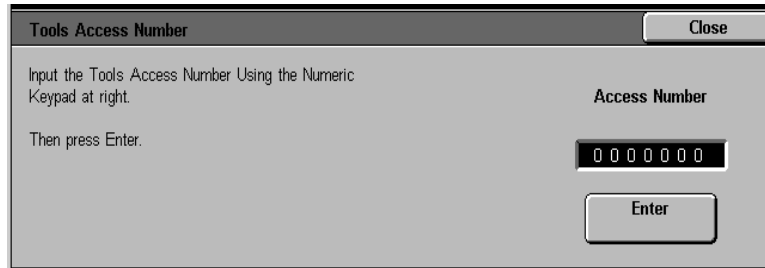 Tools Access Number
Close
Input the Tools Access Number Using the Numeric
Keypad at right.
Then press Enter.
Access Number
0000000
Enter